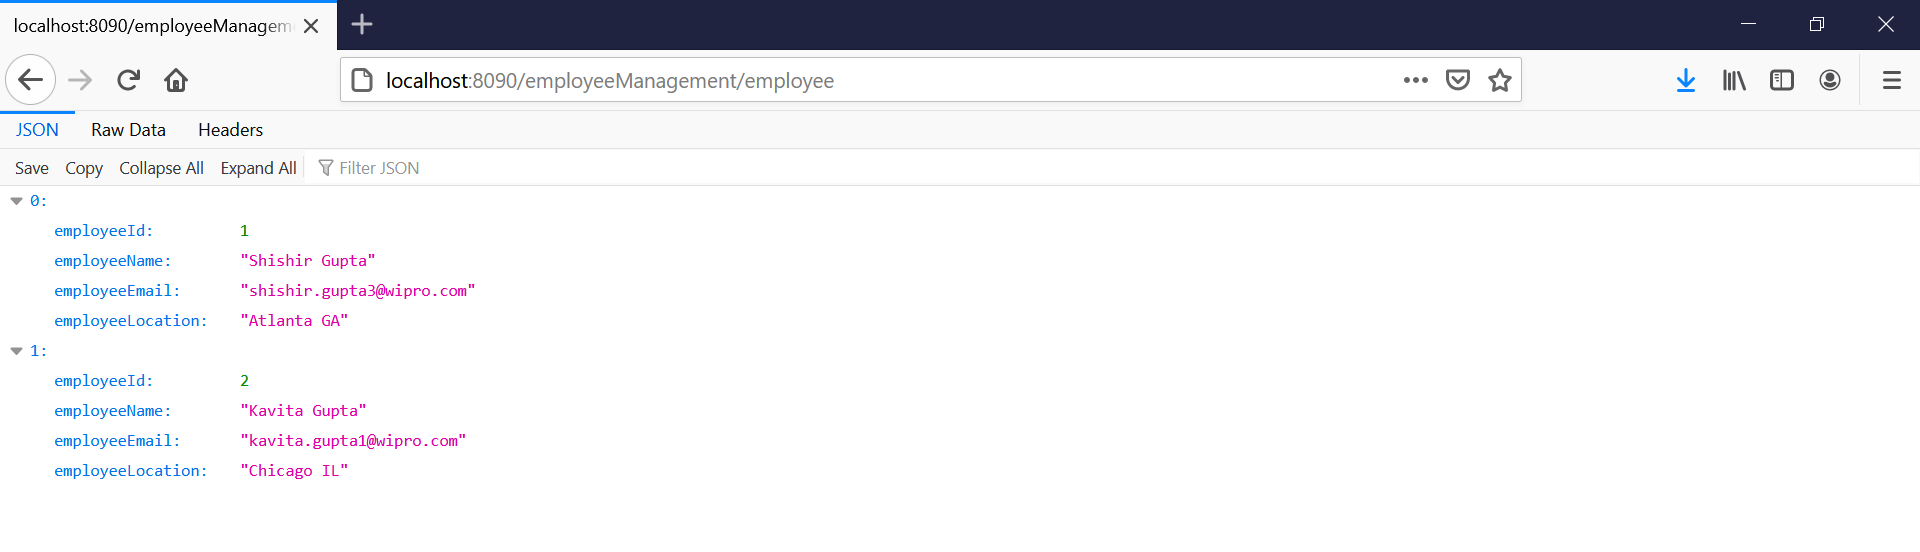 localhost:8090/employeeManagem
localhost:8090/employeeManagement/employee
JSON Raw Data Headers
Save Copy Collapse All Expand All Filter JSON
0:
employeeId: 1
employeeName: "Shishir Gupta"
employeeEmail: "shishir.gupta3@wipro.com"
employeeLocation: "Atlanta GA"
1:
employeeId: 2
employeeName: "Kavita Gupta"
employeeEmail: "kavita.gupta1@wipro.com"
employeeLocation: "Chicago IL"